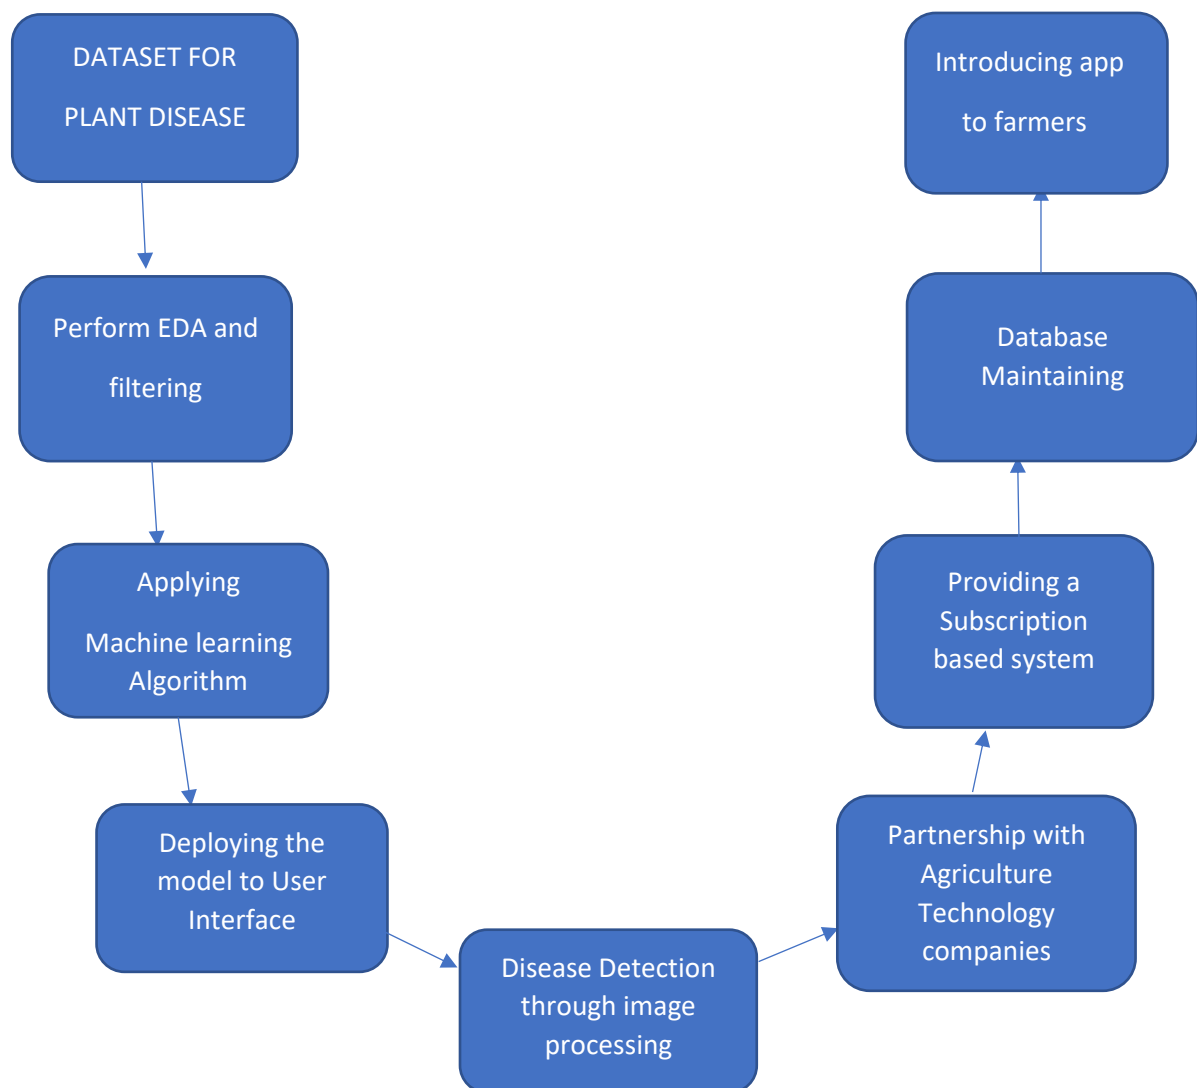 DATASET FOR
PLANT DISEASE
Perform EDA and
filtering
Applying
Machine learning
Algorithm
Deploying the
model to User
Interface
Disease Detection
through image
processing
Partnership with
Agriculture
Technology
companies
Providing a
Subscription
based system
Database
Maintaining
Introducing app
to farmers